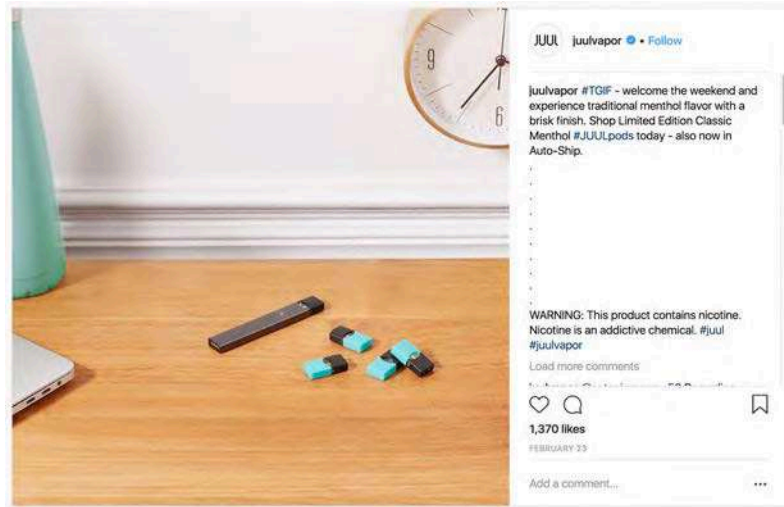 9
6
JUUL juulvapor • Follow
juulvapor #TGIF - welcome the weekend and
experience traditional menthol flavor with a
brisk finish. Shop Limited Edition Classic
Menthol #JUULpods today - also now in
Auto-Ship.
.
.
.
.
.
.
.
.
.
.
WARNING: This product contains nicotine.
Nicotine is an addictive chemical. #juul
#juulvapor
Load more comments
1,370 likes
FEBRUARY 23
Add a comment...